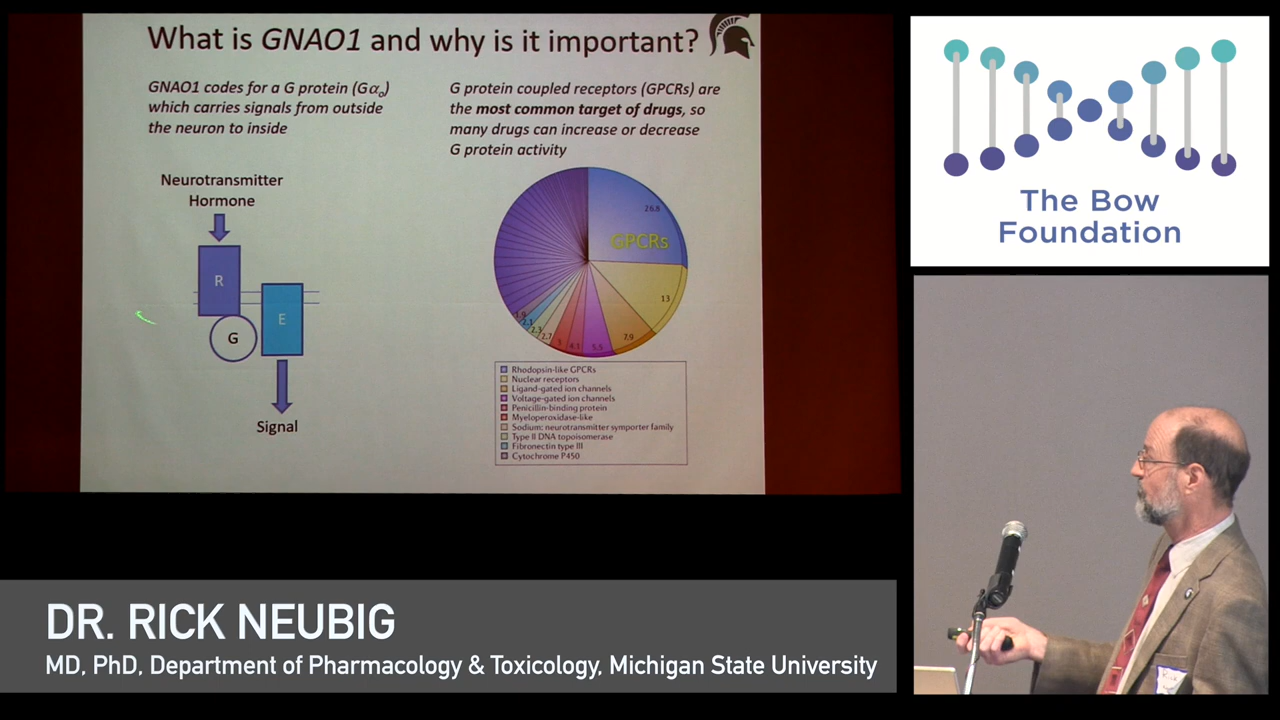 What is GNAO1 and why is it important?
GNAO1 codes for a G protein (Gαo)
which carries signals from outside
the neuron to inside
G protein coupled receptors (GPCRs) are
the most common target of drugs, so
many drugs can increase or decrease
G protein activity
Neurotransmitter
Hormone
R
G
E
Signal
26.8
GPCRs
13
7.9
5.5
4.1
3
2.7
2.3
2.1
1.9
Rhodopsin-like GPCRs
Nuclear receptors
Ligand-gated ion channels
Voltage-gated ion channels
Penicillin-binding protein
Myeloperoxidase-like
Sodium: neurotransmitter symporter family
Type II DNA topoisomerase
Fibronectin type III
Cytochrome P450
The Bow
Foundation
DR. RICK NEUBIG
MD, PhD, Department of Pharmacology & Toxicology, Michigan State University